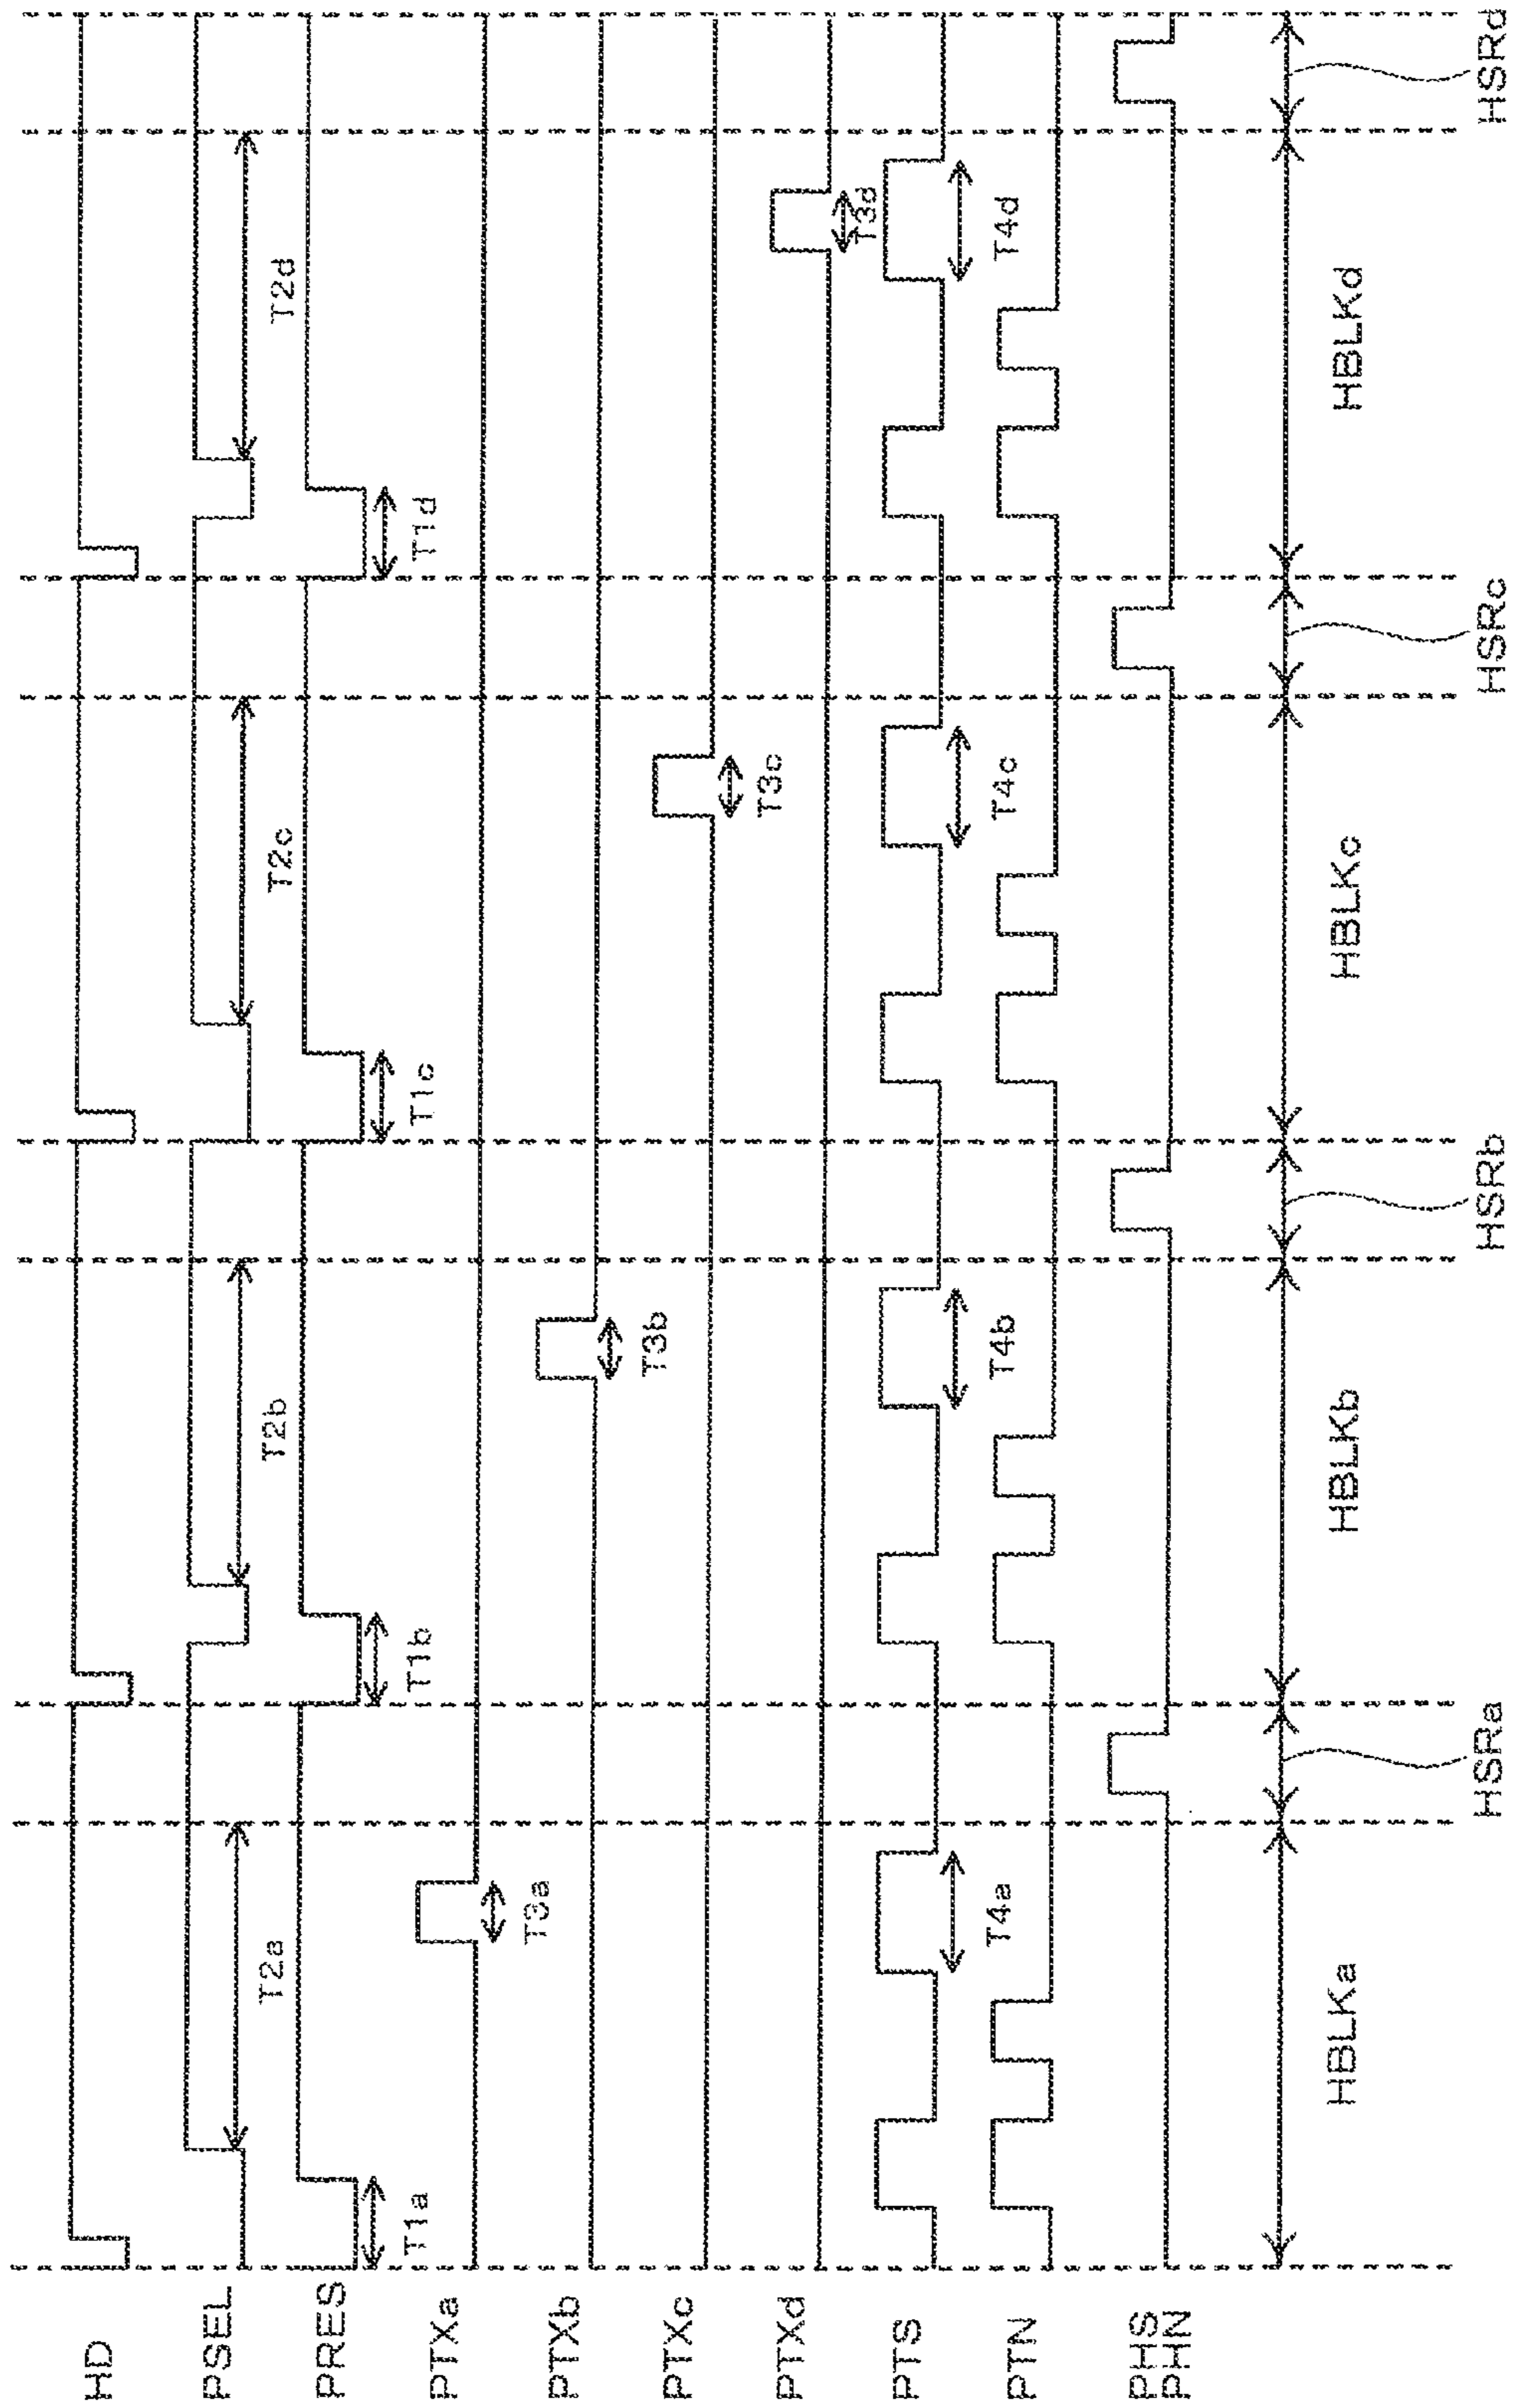 HD
PSEL
T2a
T2b
T2c
T2d
PRES
T1a
T1b
T1c
T1d
PTXa
T3a
PTXb
T3b
PTXc
T3c
PTXd
T3d
PTS
T4a
T4b
T4c
T4d
PTN
PHS
PHN
HBLKa
HBLKb
HBLKc
HBLKd
HSRa
HSRb
HSRc
HSRd